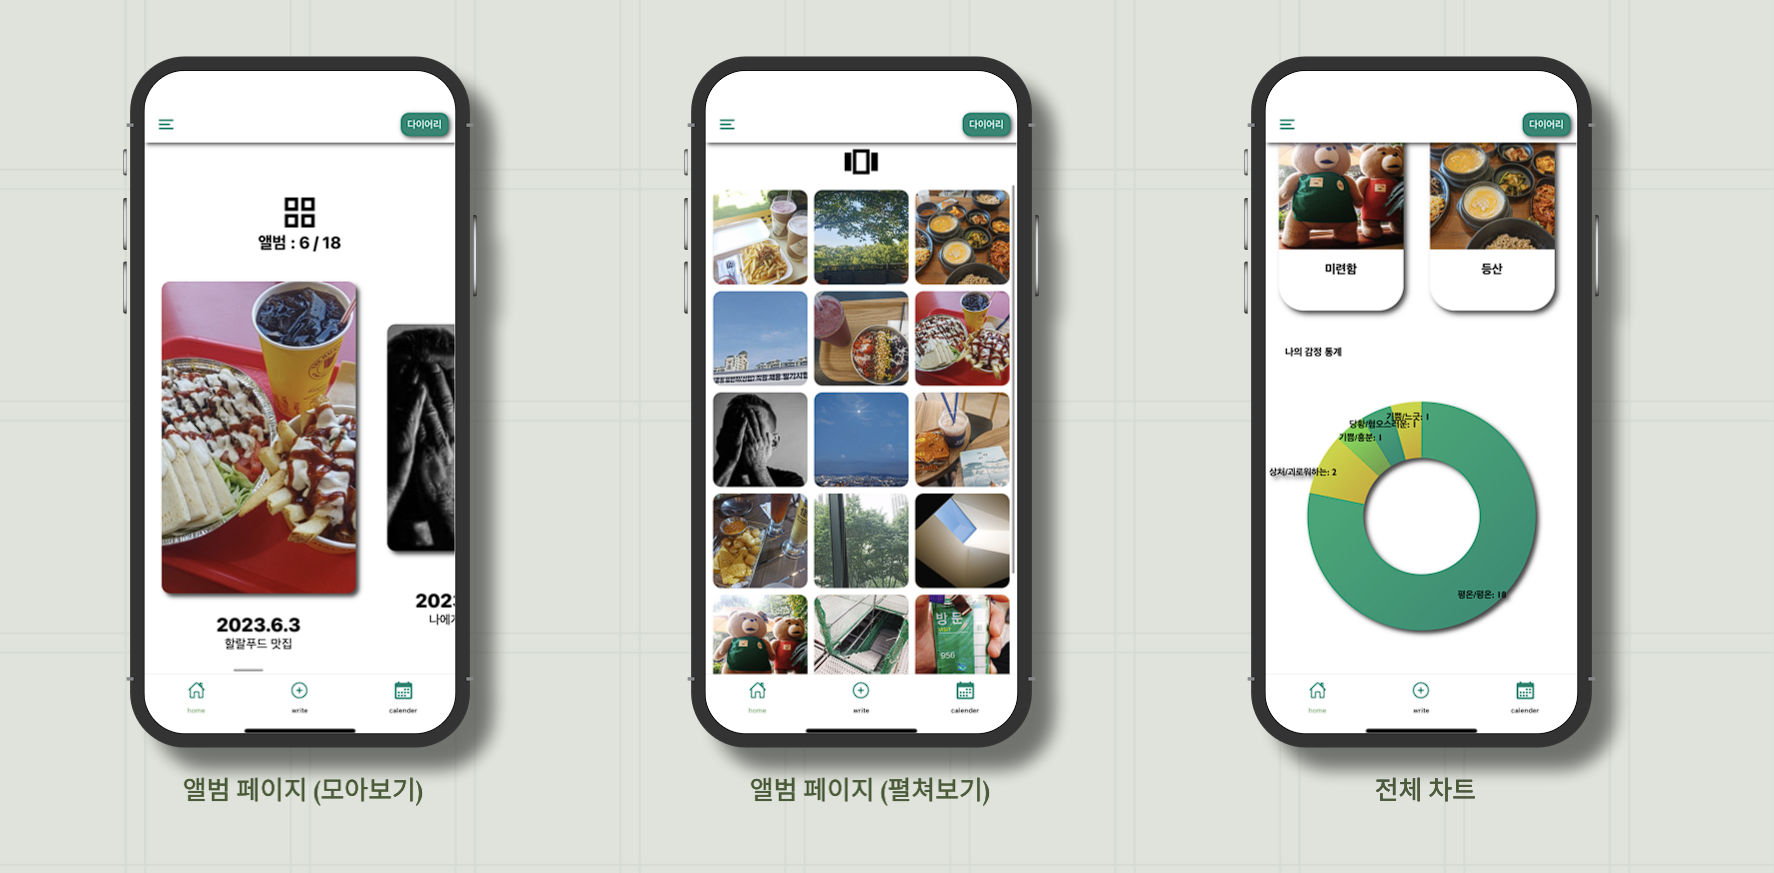 다이어리
앨범 : 6 / 18
2023.6.3
할랄푸드 맛집
202
나에
home
write
calender
앨범 페이지 (모아보기)
다이어리
방문
956
home
write
calender
앨범 페이지 (펼쳐보기)
다이어리
미련함
등산
나의 감정 통계
기쁨/느긋: 1
당황/혐오스러운: 1
기쁨/흥분: 1
상처/괴로워하는: 2
평온/평온: 18
home
write
calender
전체 차트